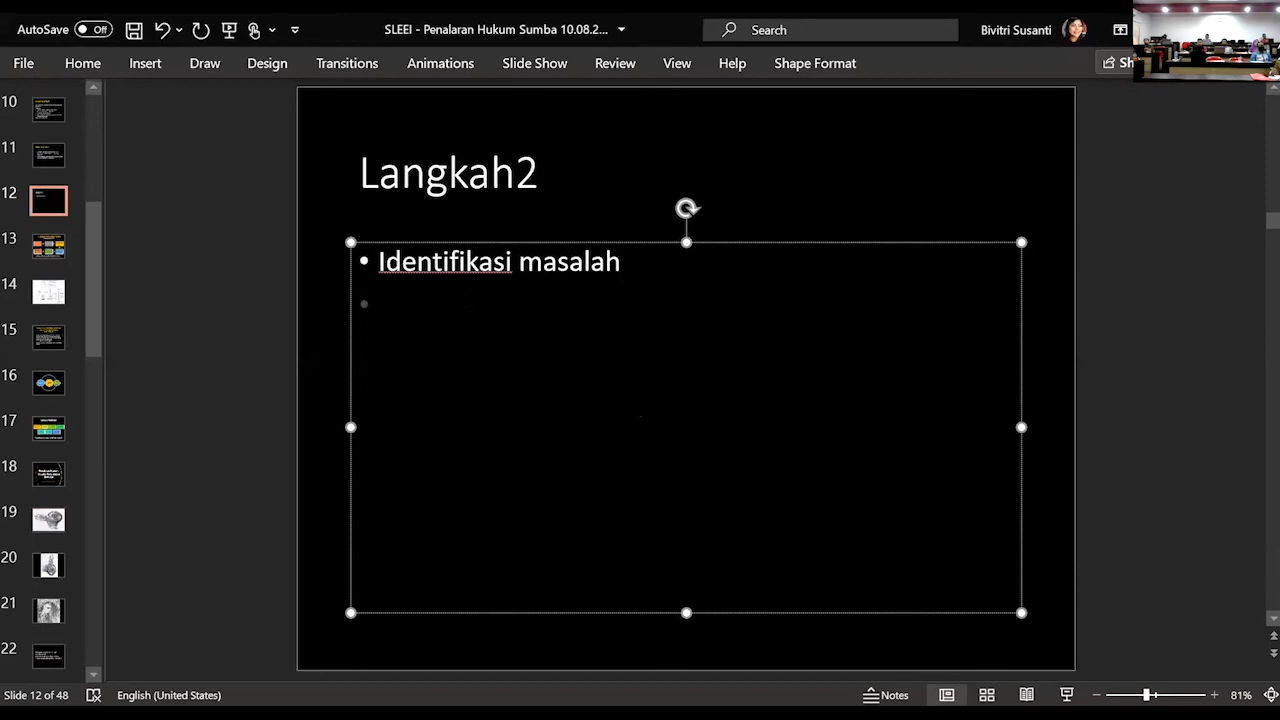 AutoSave Off
SLEEI - Penalaran Hukum Sumba 10.08.2...
Search
Bivitri Susanti
File Home Insert Draw Design Transitions Animations Slide Show Review View Help Shape Format
Sh
10
11
12
13
14
15
16
17
18
19
20
21
22
Langkah2
• Identifikasi masalah
•
Slide 12 of 48
English (United States)
Notes
81%